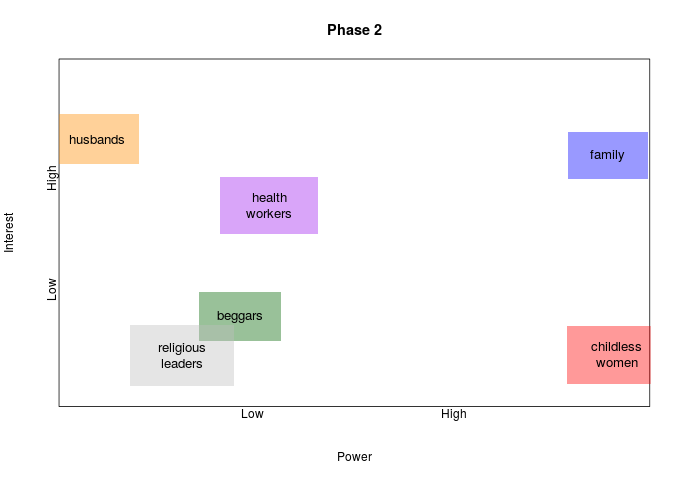 Phase 2
husbands
family
High
health
workers
Interest
Low
beggars
religious
leaders
childless
women
Low
High
Power